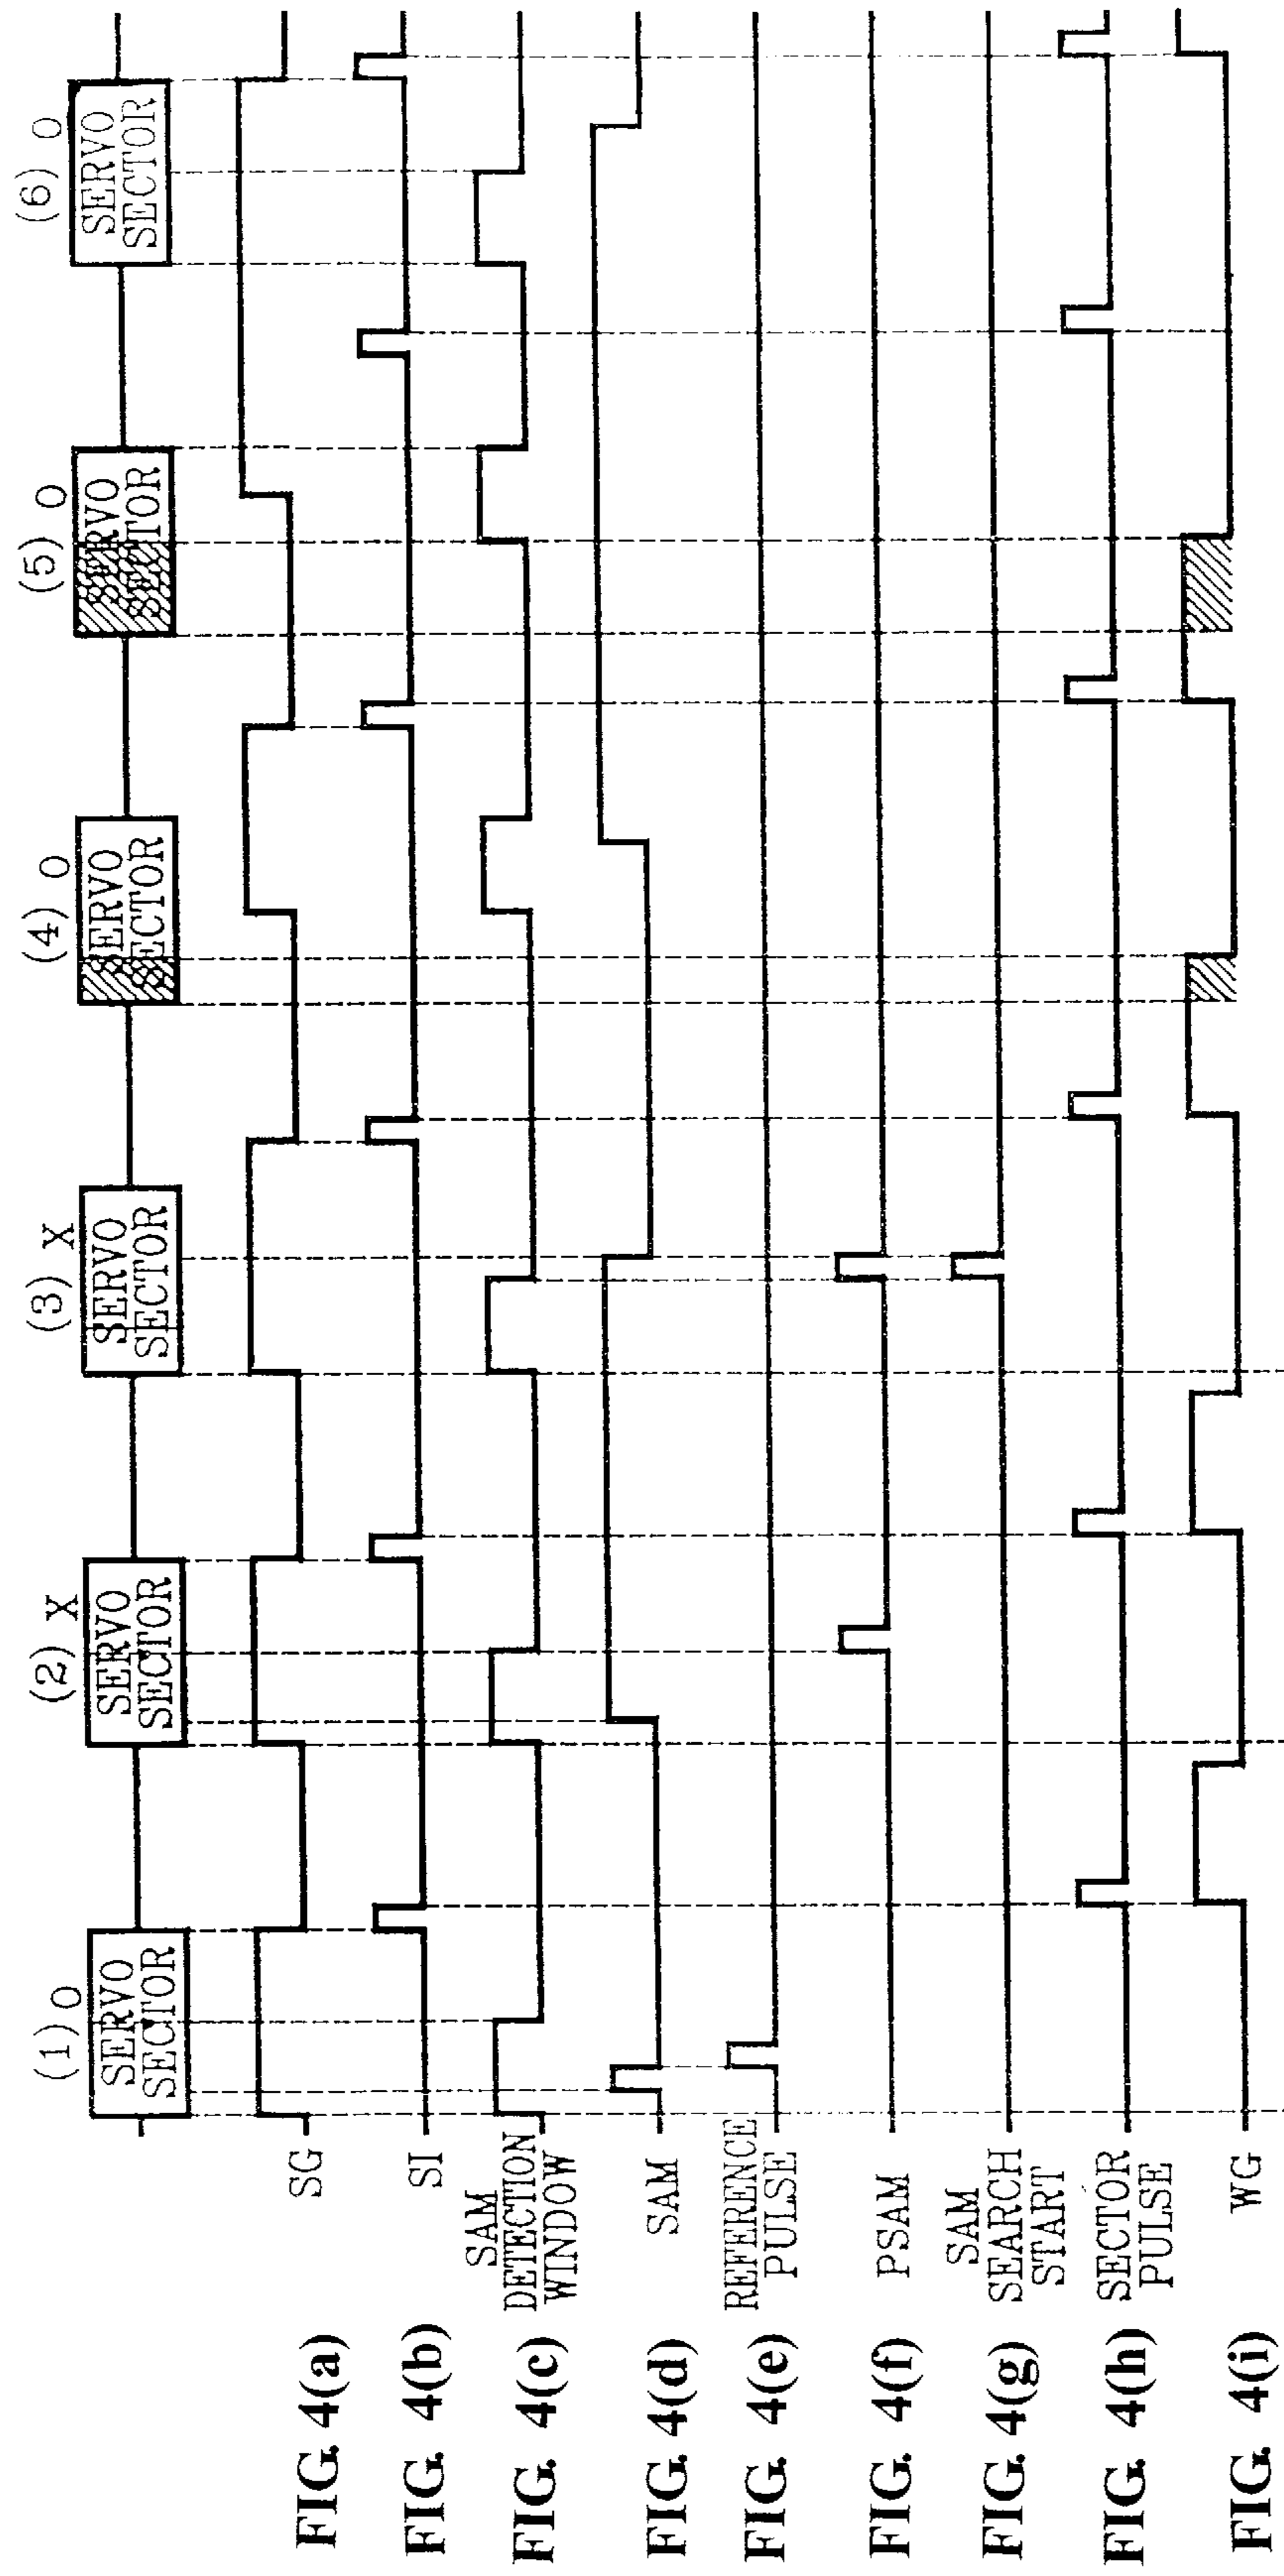 (1) O
SERVO
SECTOR
(2) X
SERVO
SECTOR
(3) X
SERVO
SECTOR
(4) O
SERVO
SECTOR
(5) O
SERVO
SECTOR
(6) O
SERVO
SECTOR
FIG. 4(a)
SG
FIG. 4(b)
SI
FIG. 4(c)
SAM
DETECTION
WINDOW
FIG. 4(d)
SAM
FIG. 4(e)
REFERENCE
PULSE
FIG. 4(f)
PSAM
FIG. 4(g)
SAM
SEARCH
START
FIG. 4(h)
SECTOR
PULSE
FIG. 4(i)
WG